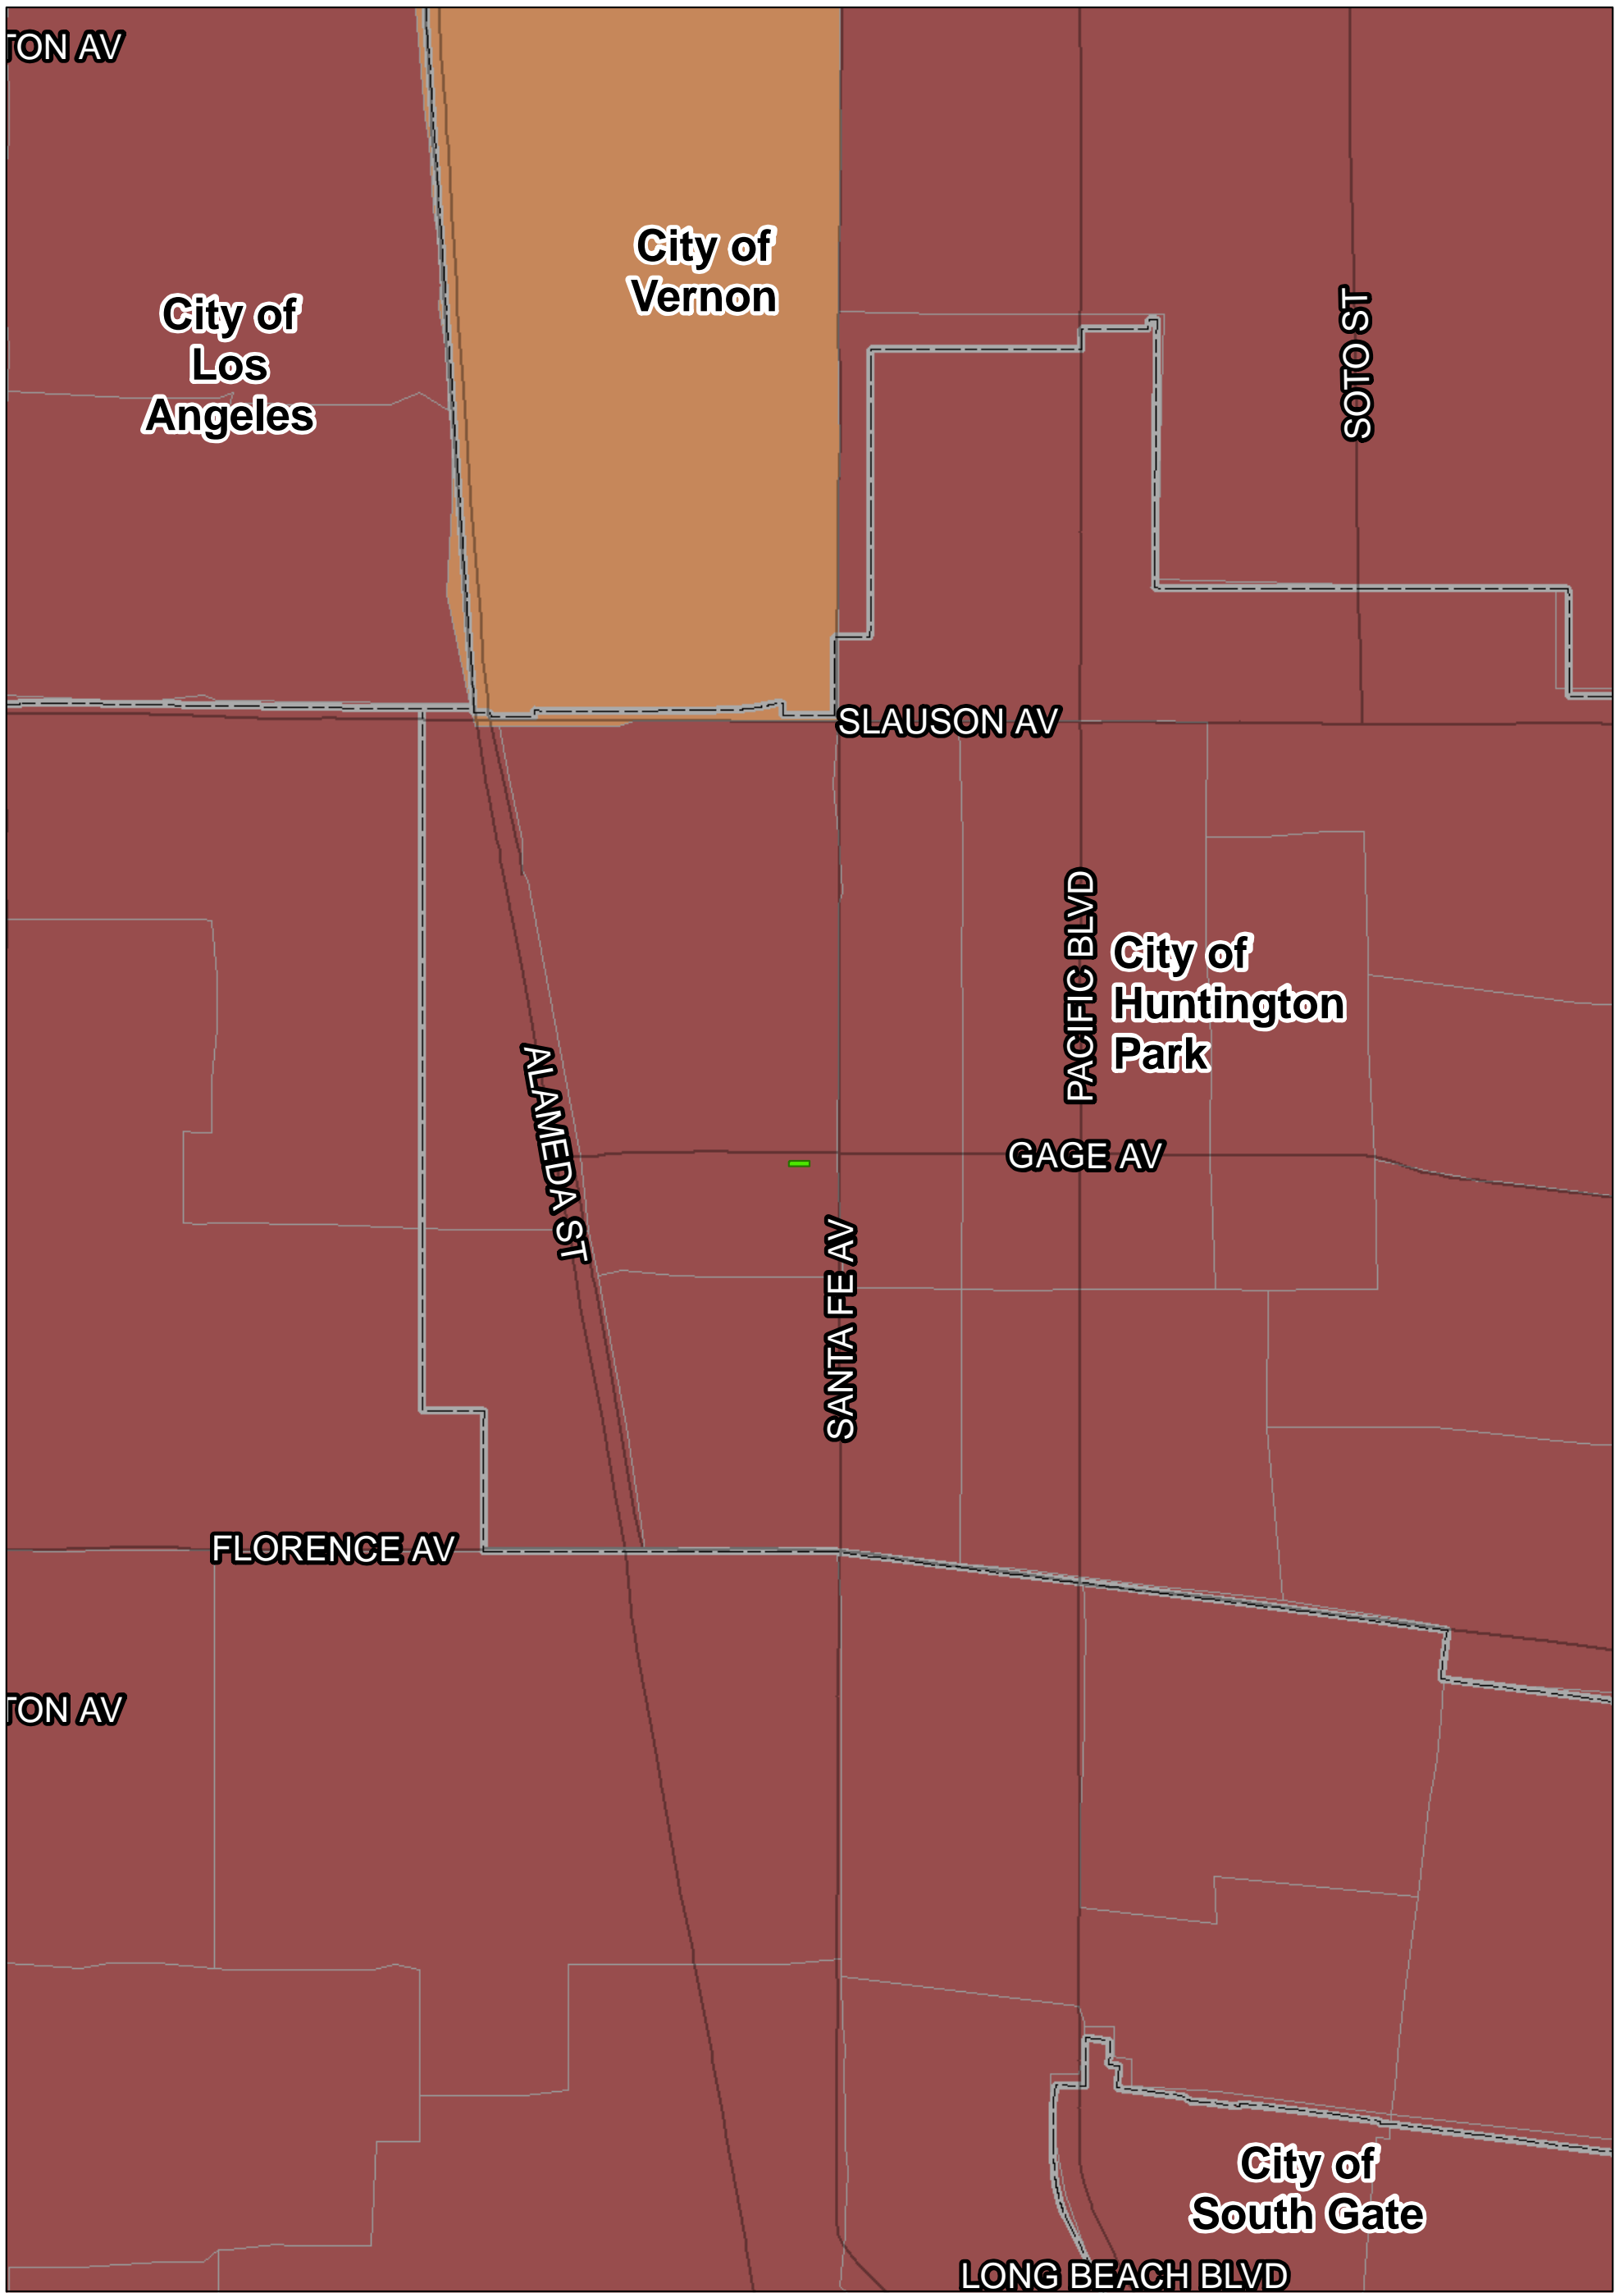 TON AV
City of
Vernon
City of
Los
Angeles
SOTO ST
SLAUSON AV
PACIFIC BLVD
City of
Huntington
Park
ALAMEDA ST
GAGE AV
SANTA FE AV
FLORENCE AV
TON AV
City of
South Gate
LONG BEACH BLVD